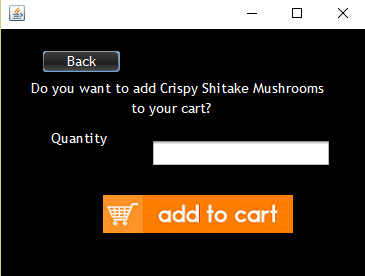 Back
Do you want to add Crispy Shitake Mushrooms
to your cart?
Quantity
add to cart